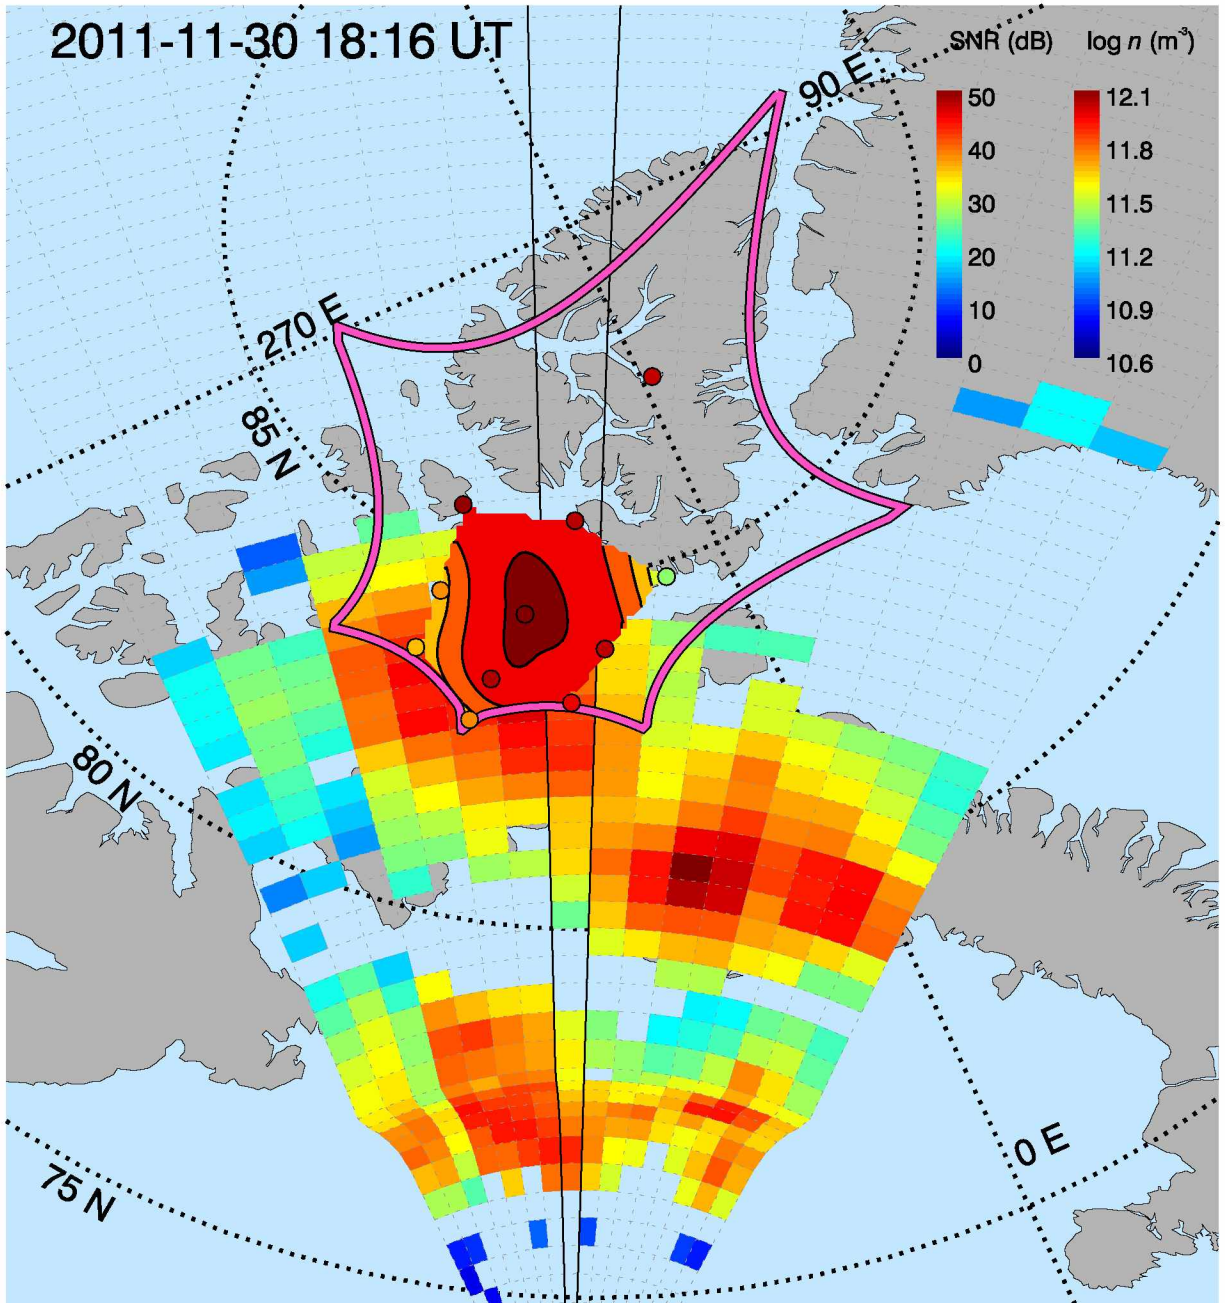 2011-11-30 18:16 UT
SNR (dB) log n (m⁻³)
90 E
50 12.1
40 11.8
30 11.5
20 11.2
10 10.9
0 10.6
270 E
85 N
80 N
75 N
0 E